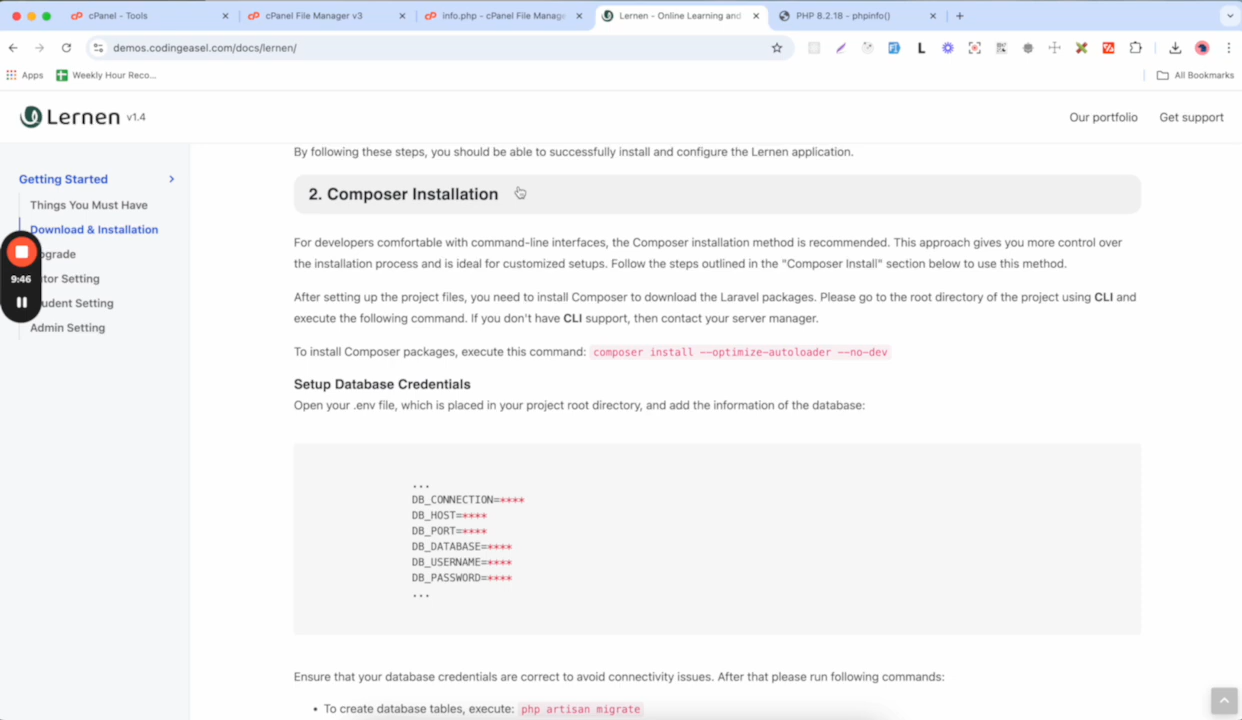 cPanel - Tools
cPanel File Manager v3
info.php - cPanel File Manage
Lernen - Online Learning and
PHP 8.2.18 - phpinfo()
demos.codingeasel.com/docs/lernen/
Apps
Weekly Hour Reco...
All Bookmarks
Lernen v1.4
Our portfolio
Get support
Getting Started
Things You Must Have
Download & Installation
pgrade
tor Setting
udent Setting
Admin Setting
9:46
By following these steps, you should be able to successfully install and configure the Lernen application.
2. Composer Installation
For developers comfortable with command-line interfaces, the Composer installation method is recommended. This approach gives you more control over
the installation process and is ideal for customized setups. Follow the steps outlined in the "Composer Install" section below to use this method.
After setting up the project files, you need to install Composer to download the Laravel packages. Please go to the root directory of the project using CLI and
execute the following command. If you don't have CLI support, then contact your server manager.
To install Composer packages, execute this command: composer install --optimize-autoloader --no-dev
Setup Database Credentials
Open your .env file, which is placed in your project root directory, and add the information of the database:
...
DB_CONNECTION=****
DB_HOST=****
DB_PORT=****
DB_DATABASE=****
DB_USERNAME=****
DB_PASSWORD=****
...
Ensure that your database credentials are correct to avoid connectivity issues. After that please run following commands:
• To create database tables, execute: php artisan migrate